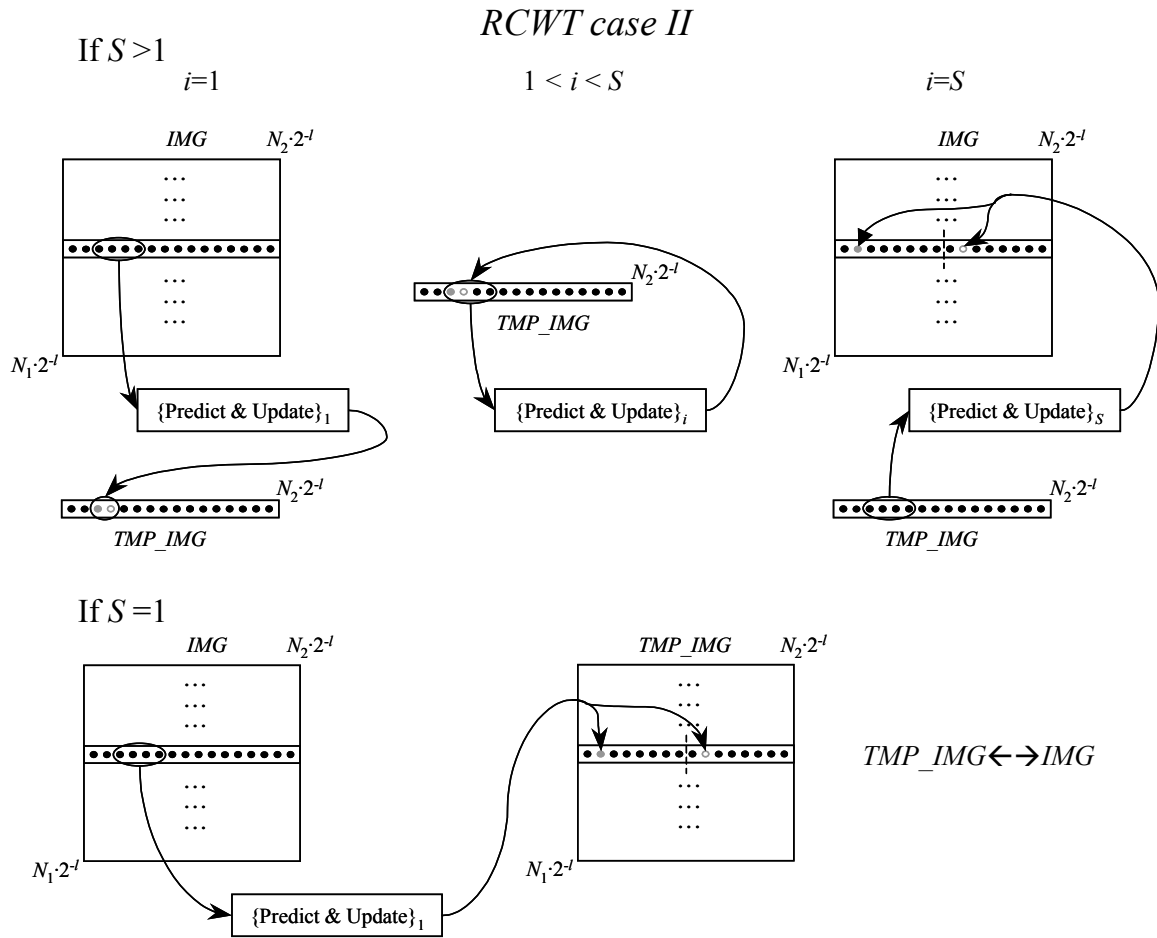 RCWT case II
If S >1
i=1
1 < i < S
i=S
IMG
N₂·2⁻ˡ
...
...
...
...
...
...
N₁·2⁻ˡ
{Predict & Update}₁
N₂·2⁻ˡ
TMP_IMG
N₂·2⁻ˡ
TMP_IMG
{Predict & Update}ᵢ
IMG
N₂·2⁻ˡ
...
...
...
...
...
...
N₁·2⁻ˡ
{Predict & Update}S
N₂·2⁻ˡ
TMP_IMG
If S =1
IMG
N₂·2⁻ˡ
...
...
...
...
...
...
N₁·2⁻ˡ
{Predict & Update}₁
TMP_IMG
N₂·2⁻ˡ
...
...
...
...
...
...
N₁·2⁻ˡ
TMP_IMG←→IMG